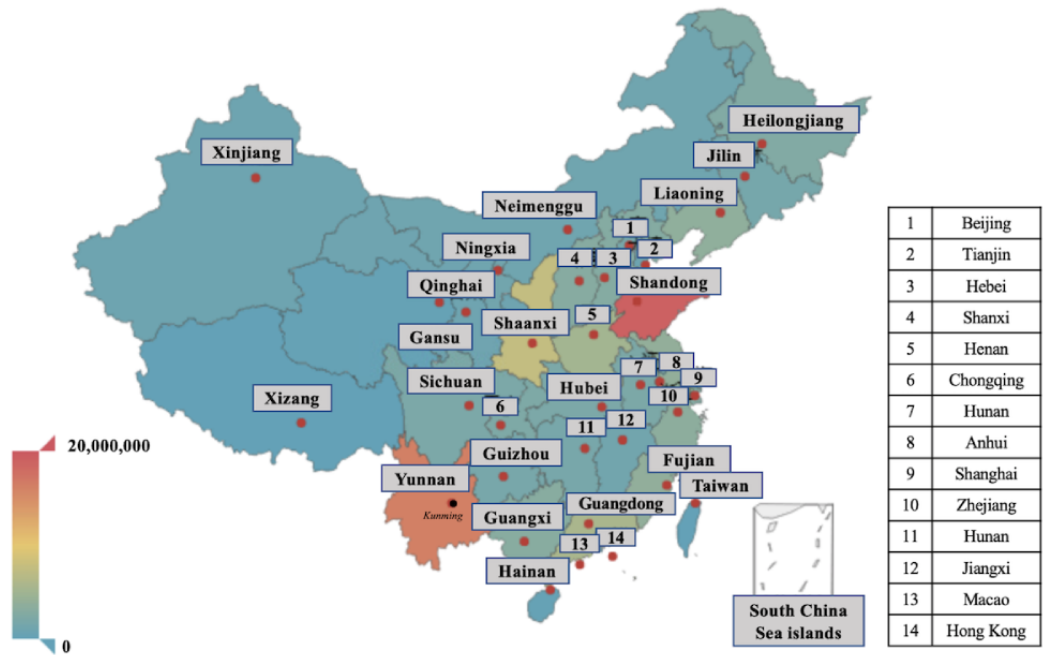 Heilongjiang
Xinjiang
Jilin
Liaoning
Neimenggu
1
2
Ningxia
4
3
Qinghai
Shandong
Shaanxi
5
Gansu
Sichuan
7
8
9
Hubei
10
Xizang
6
11
12
Guizhou
Fujian
Yunnan
Taiwan
Kunming
Guangxi
Guangdong
13
14
Hainan
South China
Sea islands
20,000,000
0
1 Beijing
2 Tianjin
3 Hebei
4 Shanxi
5 Henan
6 Chongqing
7 Hunan
8 Anhui
9 Shanghai
10 Zhejiang
11 Hunan
12 Jiangxi
13 Macao
14 Hong Kong